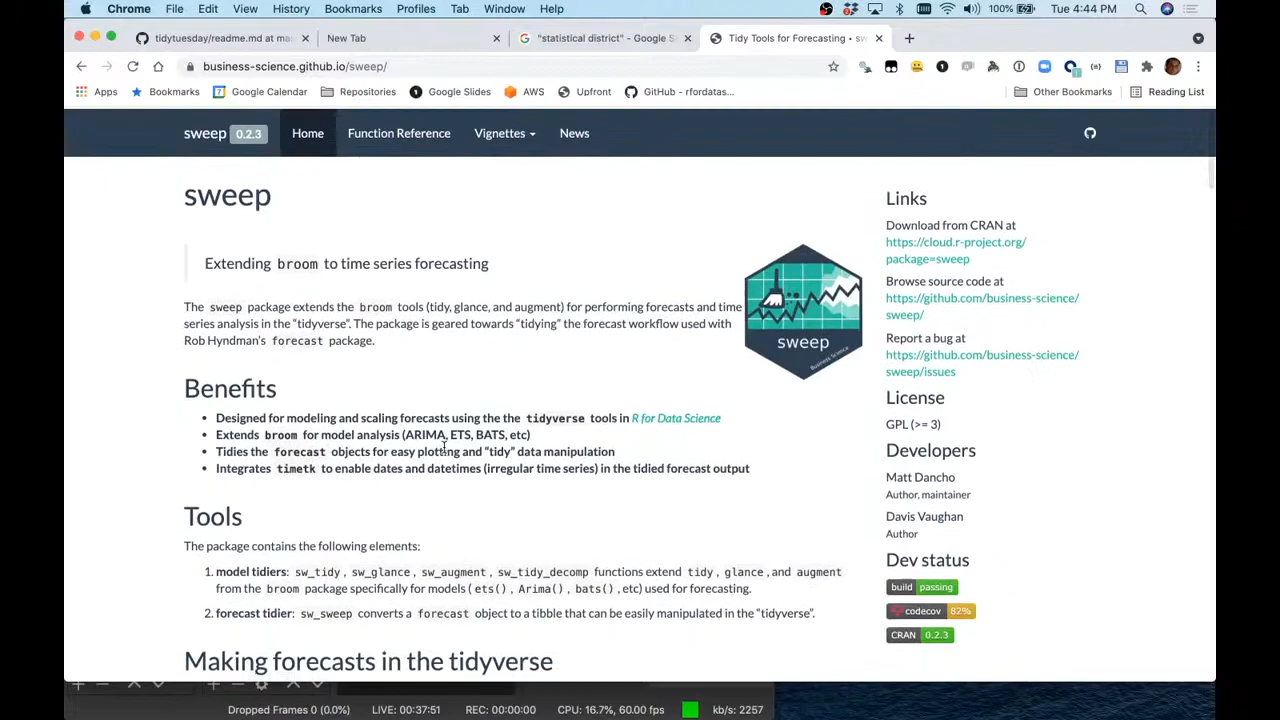 Chrome File Edit View History Bookmarks Profiles Tab Window Help 100% Tue 4:44 PM
tidytuesday/readme.md at ma
New Tab
"statistical district" - Google S
Tidy Tools for Forecasting • sw
business-science.github.io/sweep/
Apps Bookmarks Google Calendar Repositories Google Slides AWS Upfront GitHub - rfordatas... Other Bookmarks Reading List
sweep 0.2.3 Home Function Reference Vignettes News
sweep
Extending broom to time series forecasting
The sweep package extends the broom tools (tidy, glance, and augment) for performing forecasts and time
series analysis in the “tidyverse”. The package is geared towards “tidying” the forecast workflow used with
Rob Hyndman’s forecast package.
sweep
Business Science
Benefits
• Designed for modeling and scaling forecasts using the the tidyverse tools in R for Data Science
• Extends broom for model analysis (ARIMA, ETS, BATS, etc)
• Tidies the forecast objects for easy plotting and “tidy” data manipulation
• Integrates timetk to enable dates and datetimes (irregular time series) in the tidied forecast output
Tools
The package contains the following elements:
1. model tidiers: sw_tidy, sw_glance, sw_augment, sw_tidy_decomp functions extend tidy, glance, and augment
from the broom package specifically for models (ets(), Arima(), bats(), etc) used for forecasting.
2. forecast tidier: sw_sweep converts a forecast object to a tibble that can be easily manipulated in the “tidyverse”.
Making forecasts in the tidyverse
Links
Download from CRAN at
https://cloud.r-project.org/
package=sweep
Browse source code at
https://github.com/business-science/
sweep/
Report a bug at
https://github.com/business-science/
sweep/issues
License
GPL (>= 3)
Developers
Matt Dancho
Author, maintainer
Davis Vaughan
Author
Dev status
build passing
codecov 82%
CRAN 0.2.3
Dropped Frames 0 (0.0%) LIVE: 00:37:51 REC: 00:00:00 CPU: 16.7%, 60.00 fps kb/s: 2257